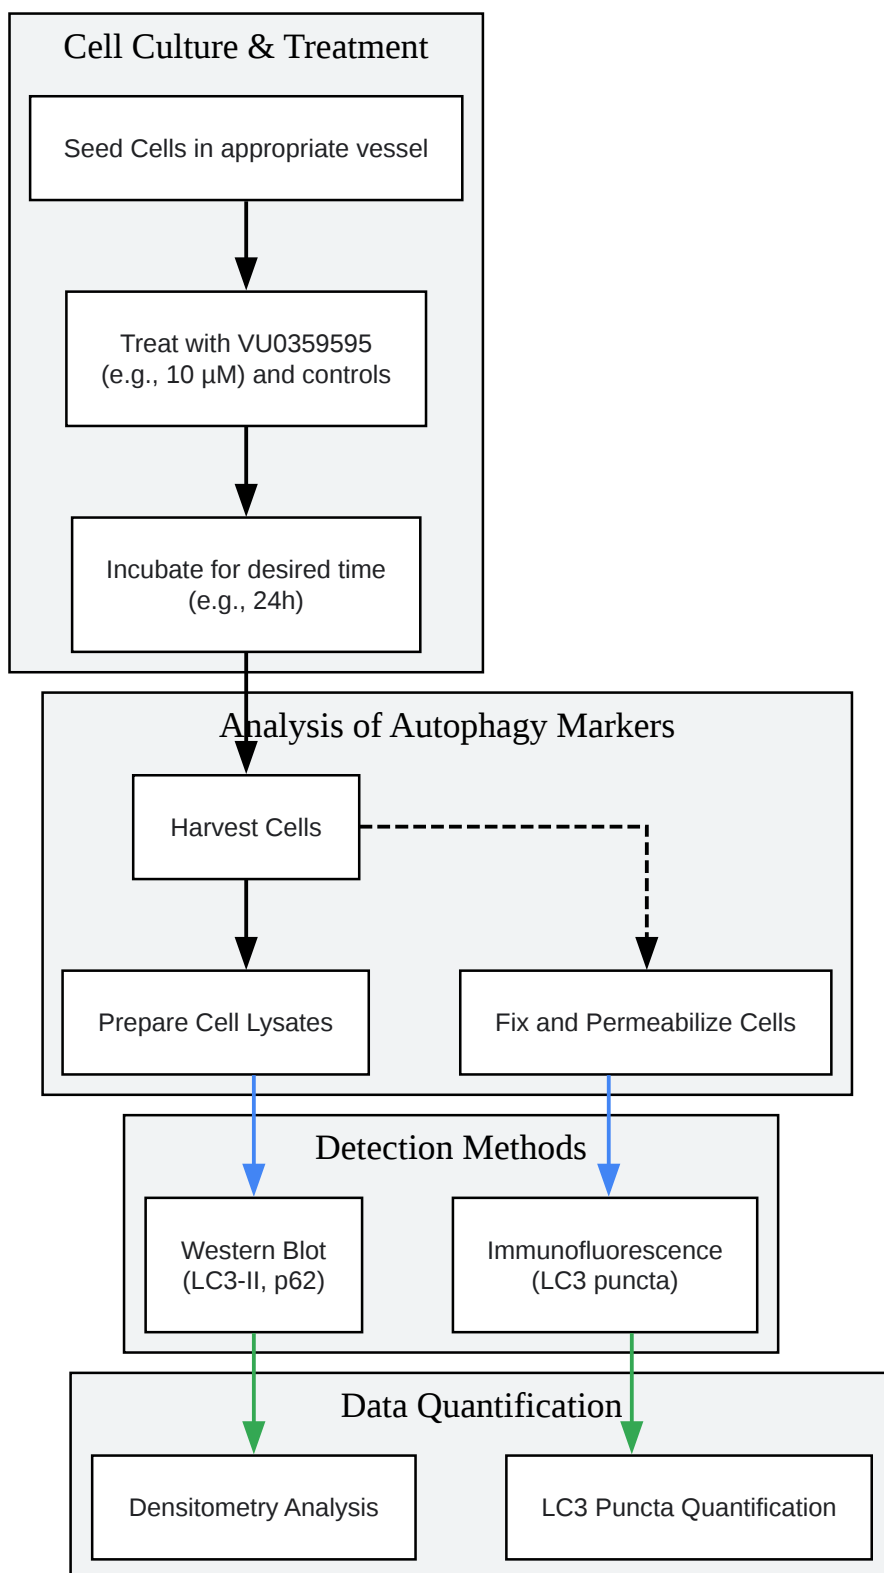 Cell Culture & Treatment
Seed Cells in appropriate vessel
Treat with VU0359595
(e.g., 10 µM) and controls
Incubate for desired time
(e.g., 24h)
Analysis of Autophagy Markers
Harvest Cells
Prepare Cell Lysates
Fix and Permeabilize Cells
Detection Methods
Western Blot
(LC3-II, p62)
Immunofluorescence
(LC3 puncta)
Data Quantification
Densitometry Analysis
LC3 Puncta Quantification